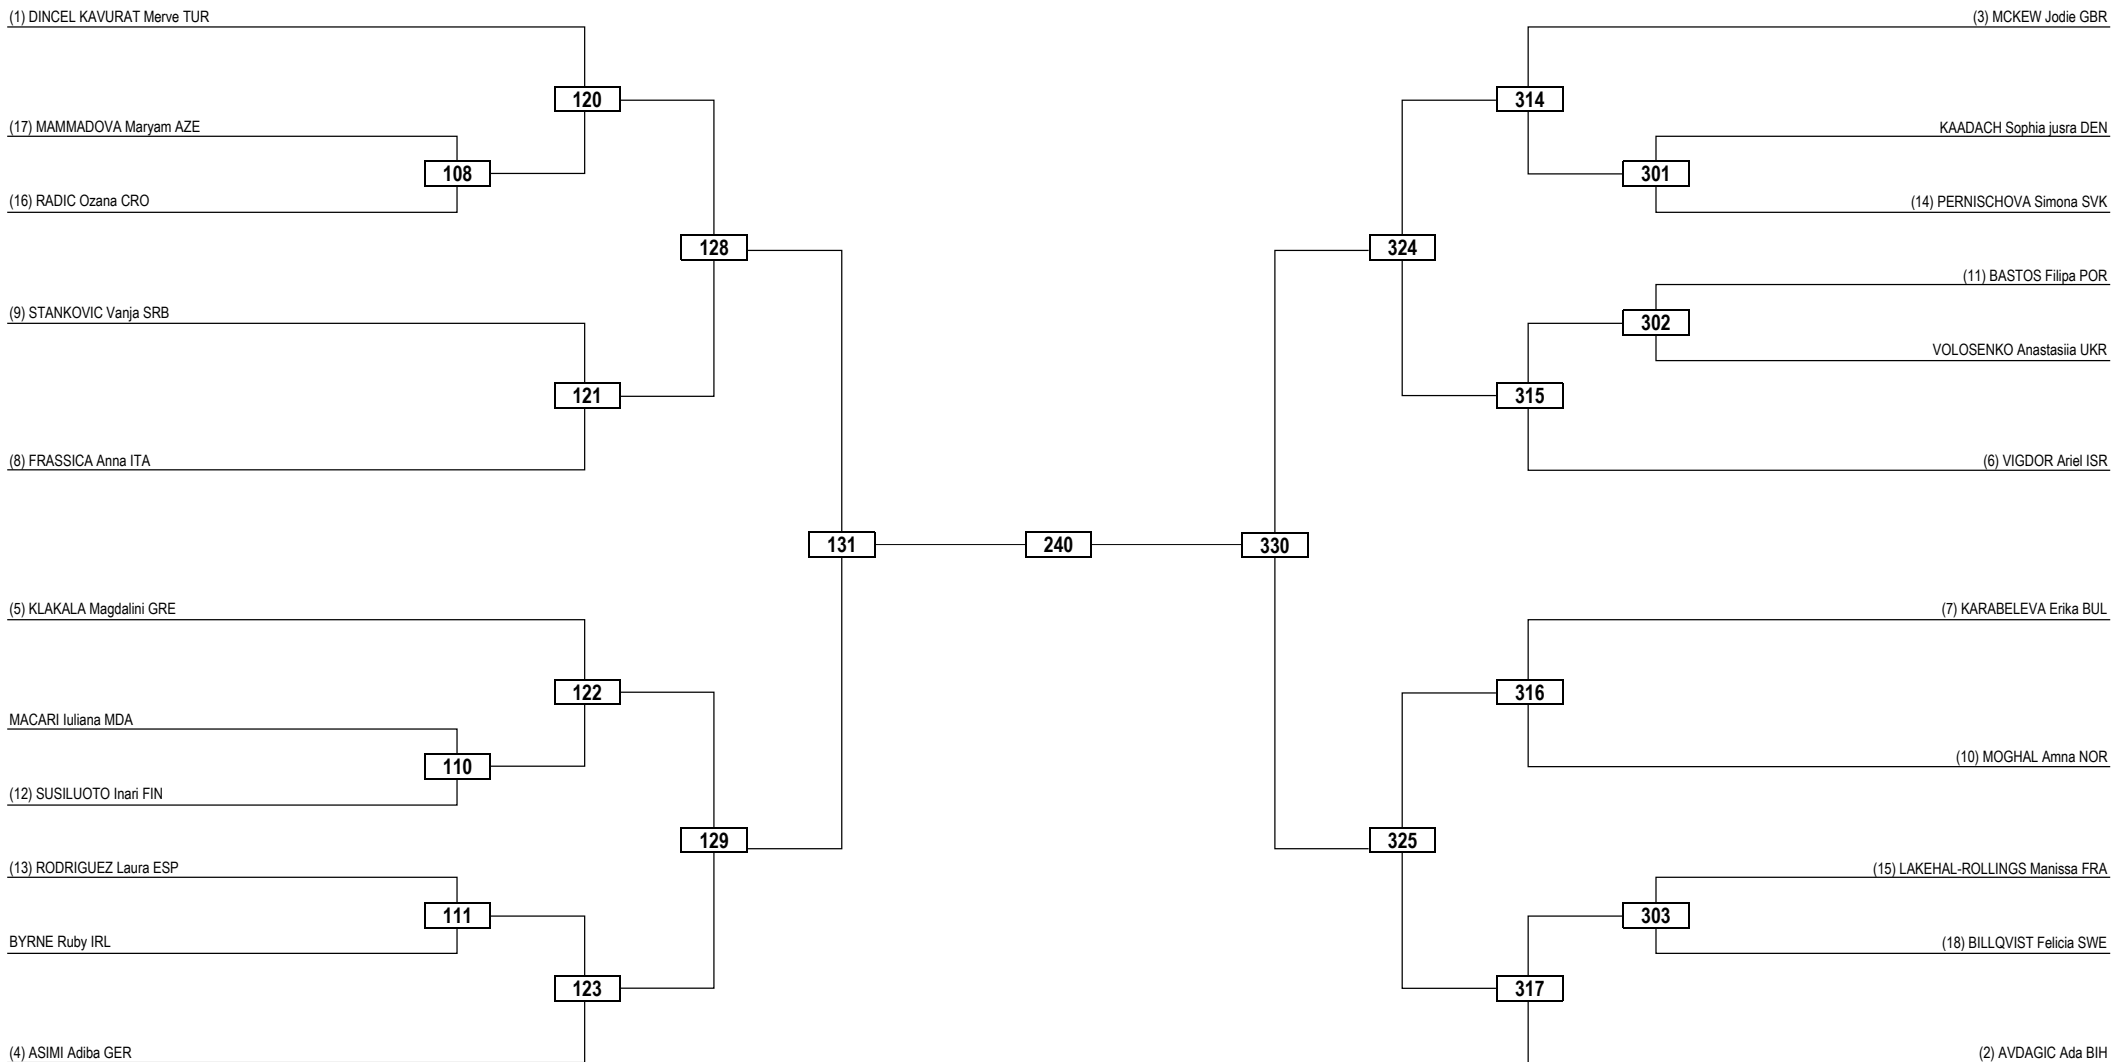 (1) DINCEL KAVURAT Merve TUR
(3) MCKEW Jodie GBR
120
314
(17) MAMMADOVA Maryam AZE
KAADACH Sophia jusra DEN
108
301
(16) RADIC Ozana CRO
(14) PERNISCHOVA Simona SVK
128
324
(11) BASTOS Filipa POR
(9) STANKOVIC Vanja SRB
302
VOLOSENKO Anastasiia UKR
121
315
(8) FRASSICA Anna ITA
(6) VIGDOR Ariel ISR
131
240
330
(5) KLAKALA Magdalini GRE
(7) KARABELEVA Erika BUL
122
316
MACARI Iuliana MDA
110
(10) MOGHAL Amna NOR
(12) SUSILUOTO Inari FIN
129
325
(13) RODRIGUEZ Laura ESP
(15) LAKEHAL-ROLLINGS Manissa FRA
111
303
BYRNE Ruby IRL
(18) BILLQVIST Felicia SWE
123
317
(4) ASIMI Adiba GER
(2) AVDAGIC Ada BIH